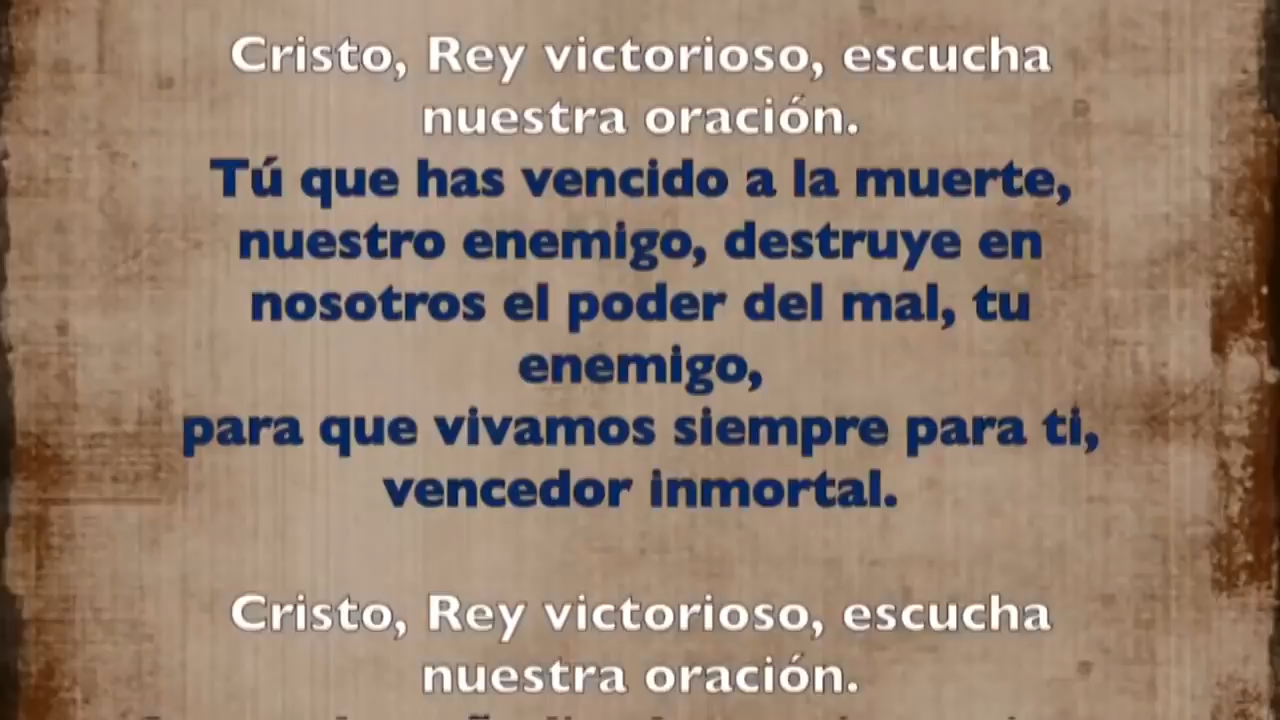 Cristo, Rey victorioso, escucha
nuestra oración.
Tú que has vencido a la muerte,
nuestro enemigo, destruye en
nosotros el poder del mal, tu
enemigo,
para que vivamos siempre para ti,
vencedor inmortal.
Cristo, Rey victorioso, escucha
nuestra oración.